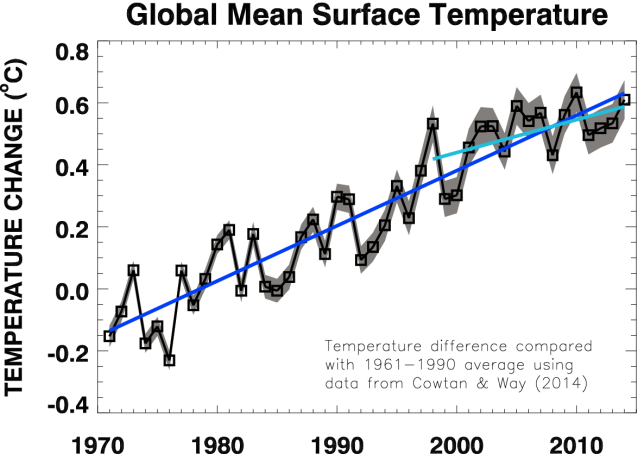 Global Mean Surface Temperature
TEMPERATURE CHANGE (°C)
0.8
0.6
0.4
0.2
0.0
-0.2
-0.4
Temperature difference compared
with 1961-1990 average using
data from Cowtan & Way (2014)
1970 1980 1990 2000 2010